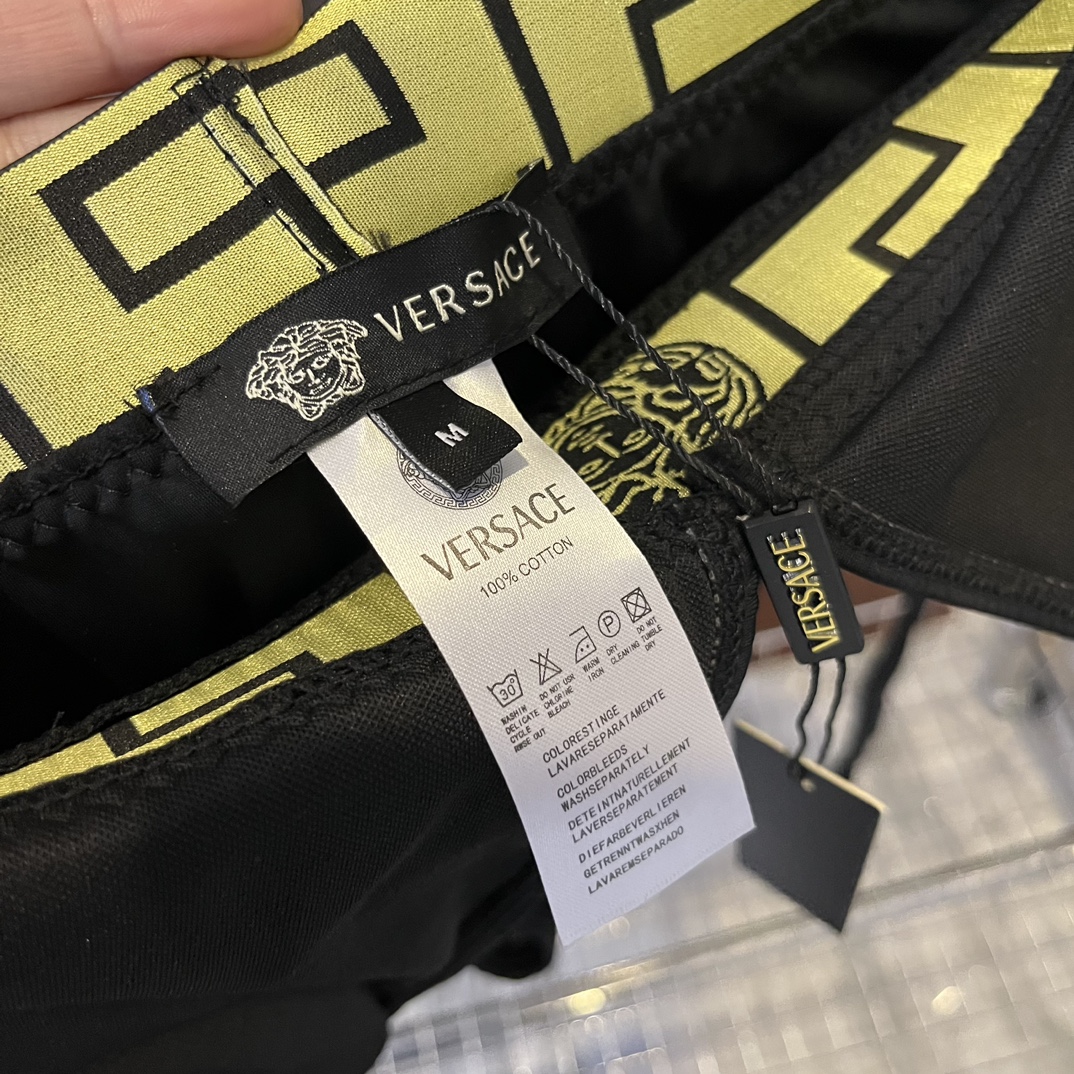 VERSACE
M
VERSACE
100% COTTON
30°
P
WASHIN
DELICATE
CYCLE
RINSE OUT
DO NOT USH
CHLORINE
BLEACH
WARM
IRON
DRY
CLEANING
DO NOT
TUMBLE
DRY
COLORESTINGE
LAVARESEPARATAMENTE
COLORBLEEDS
WASHSEPARATELY
DETEINTNATURELLEMENT
LAVERSEPARATEMENT
DIEFARBEVERLIEREN
GETRENNTWASXHEN
LAVAREMSEPARADO
VERSACE